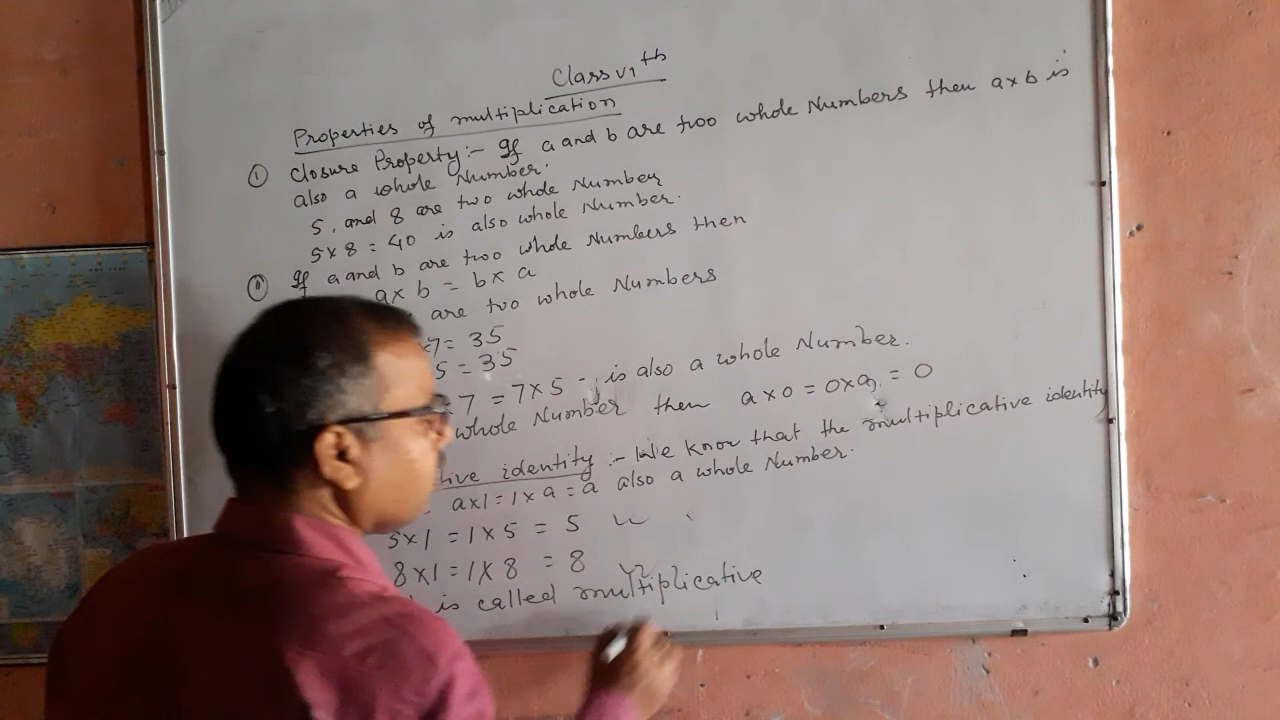 Class VIth
Properties of multiplication
① Closure Property :- If a and b are two whole Numbers then a x b is
also a whole Number.
5, and 8 are two whole Number
5 x 8 = 40 is also whole Number.
If a and b are two whole Numbers then
a x b = b x a
are two whole Numbers
7 = 35
5 = 35
7 = 7 x 5 - is also a whole Number.
whole Number then a x 0 = 0 x a = 0
tive identity :- We know that the multiplicative identity
a x 1 = 1 x a = a also a whole Number.
5 x 1 = 1 x 5 = 5
8 x 1 = 1 x 8 = 8
is called multiplicative